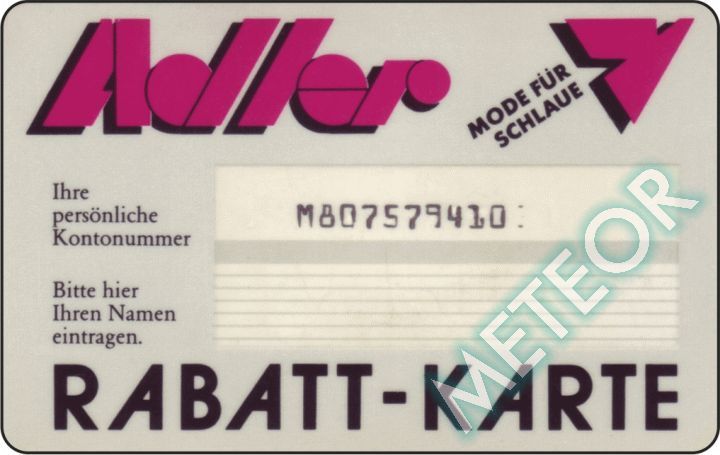 Adler
MODE FÜR
SCHLAUE
Ihre
persönliche
Kontonummer
M807579410
Bitte hier
Ihren Namen
eintragen.
RABATT-KARTE
METEOR